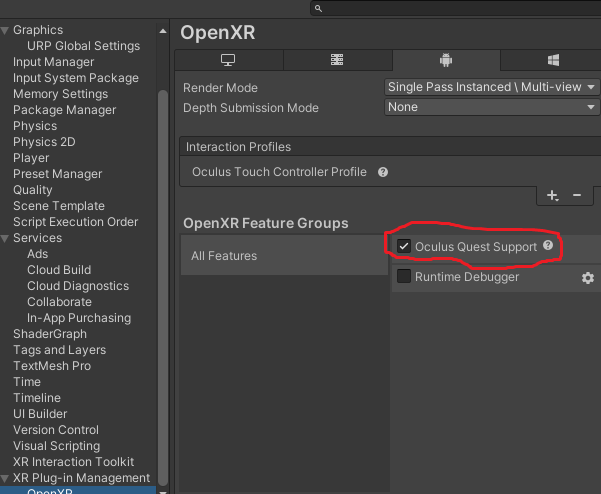 Graphics
URP Global Settings
Input Manager
Input System Package
Memory Settings
Package Manager
Physics
Physics 2D
Player
Preset Manager
Quality
Scene Template
Script Execution Order
Services
Ads
Cloud Build
Cloud Diagnostics
Collaborate
In-App Purchasing
ShaderGraph
Tags and Layers
TextMesh Pro
Time
Timeline
UI Builder
Version Control
Visual Scripting
XR Interaction Toolkit
XR Plug-in Management
OpenXR
OpenXR
Render Mode
Single Pass Instanced \ Multi-view
Depth Submission Mode
None
Interaction Profiles
Oculus Touch Controller Profile
OpenXR Feature Groups
All Features
Oculus Quest Support
Runtime Debugger